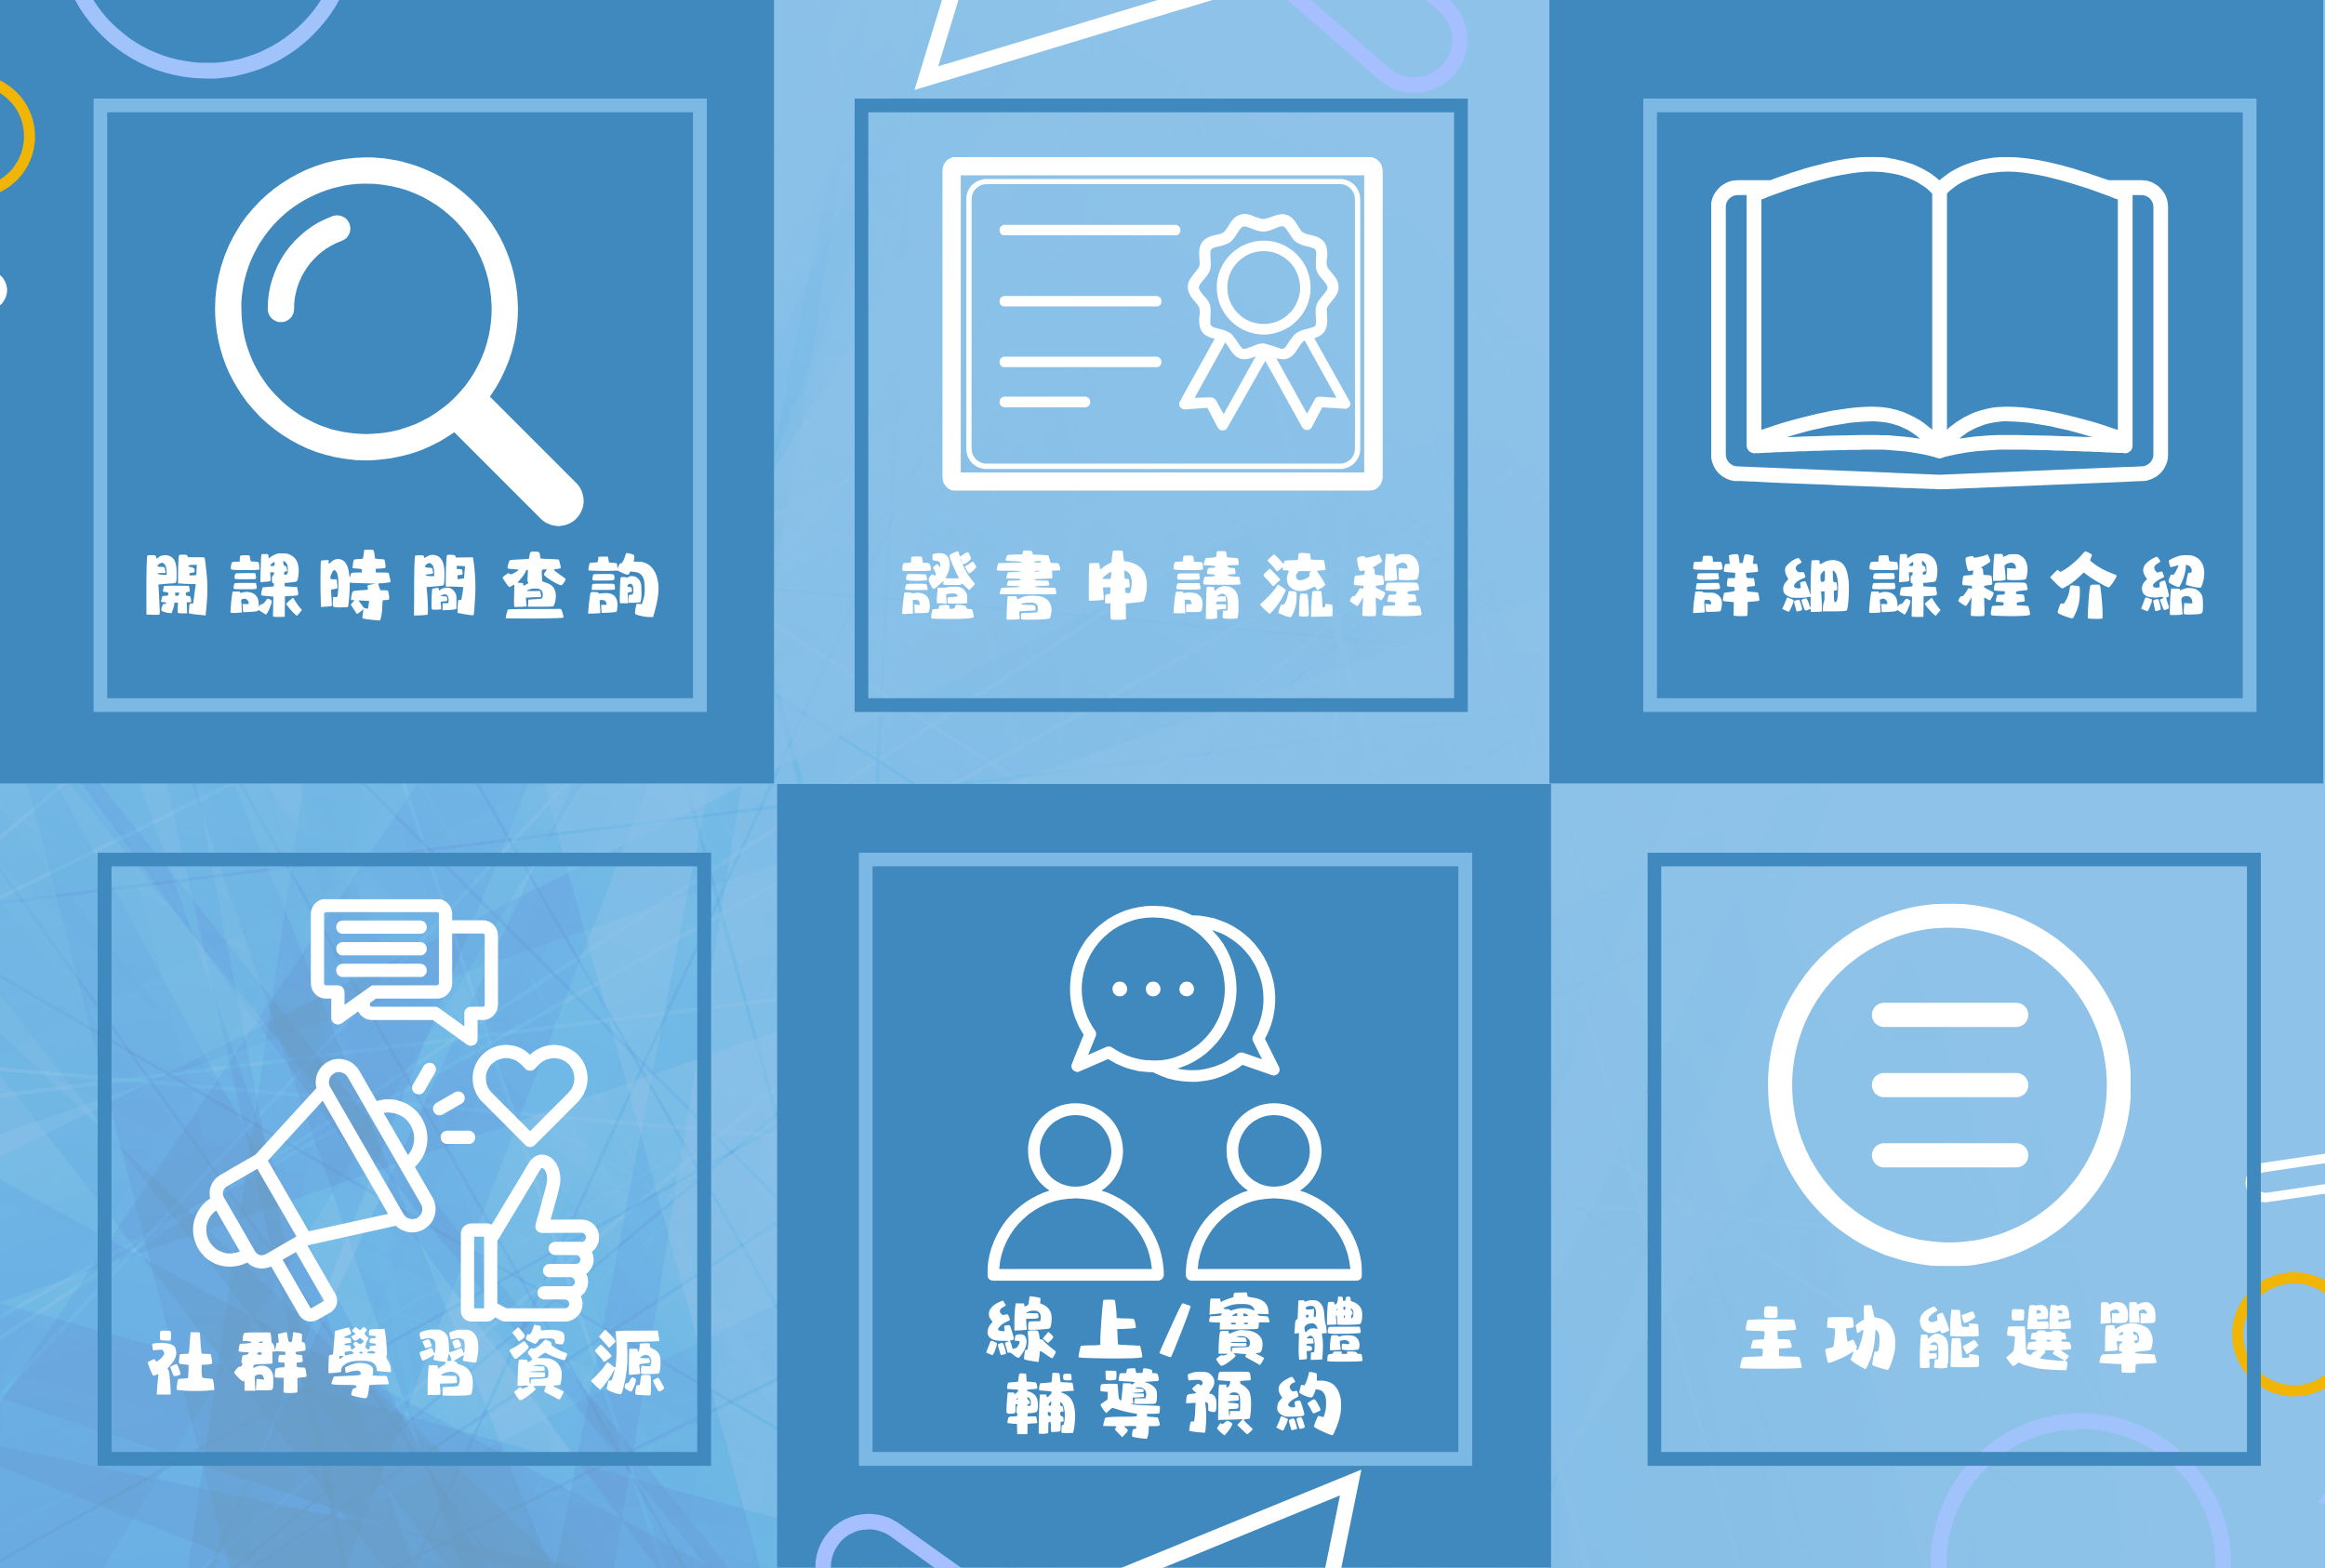 開課時間查詢
證書申請流程
詳細課程介紹
社群學習資源
線上/實體
輔導預約
主功能選單